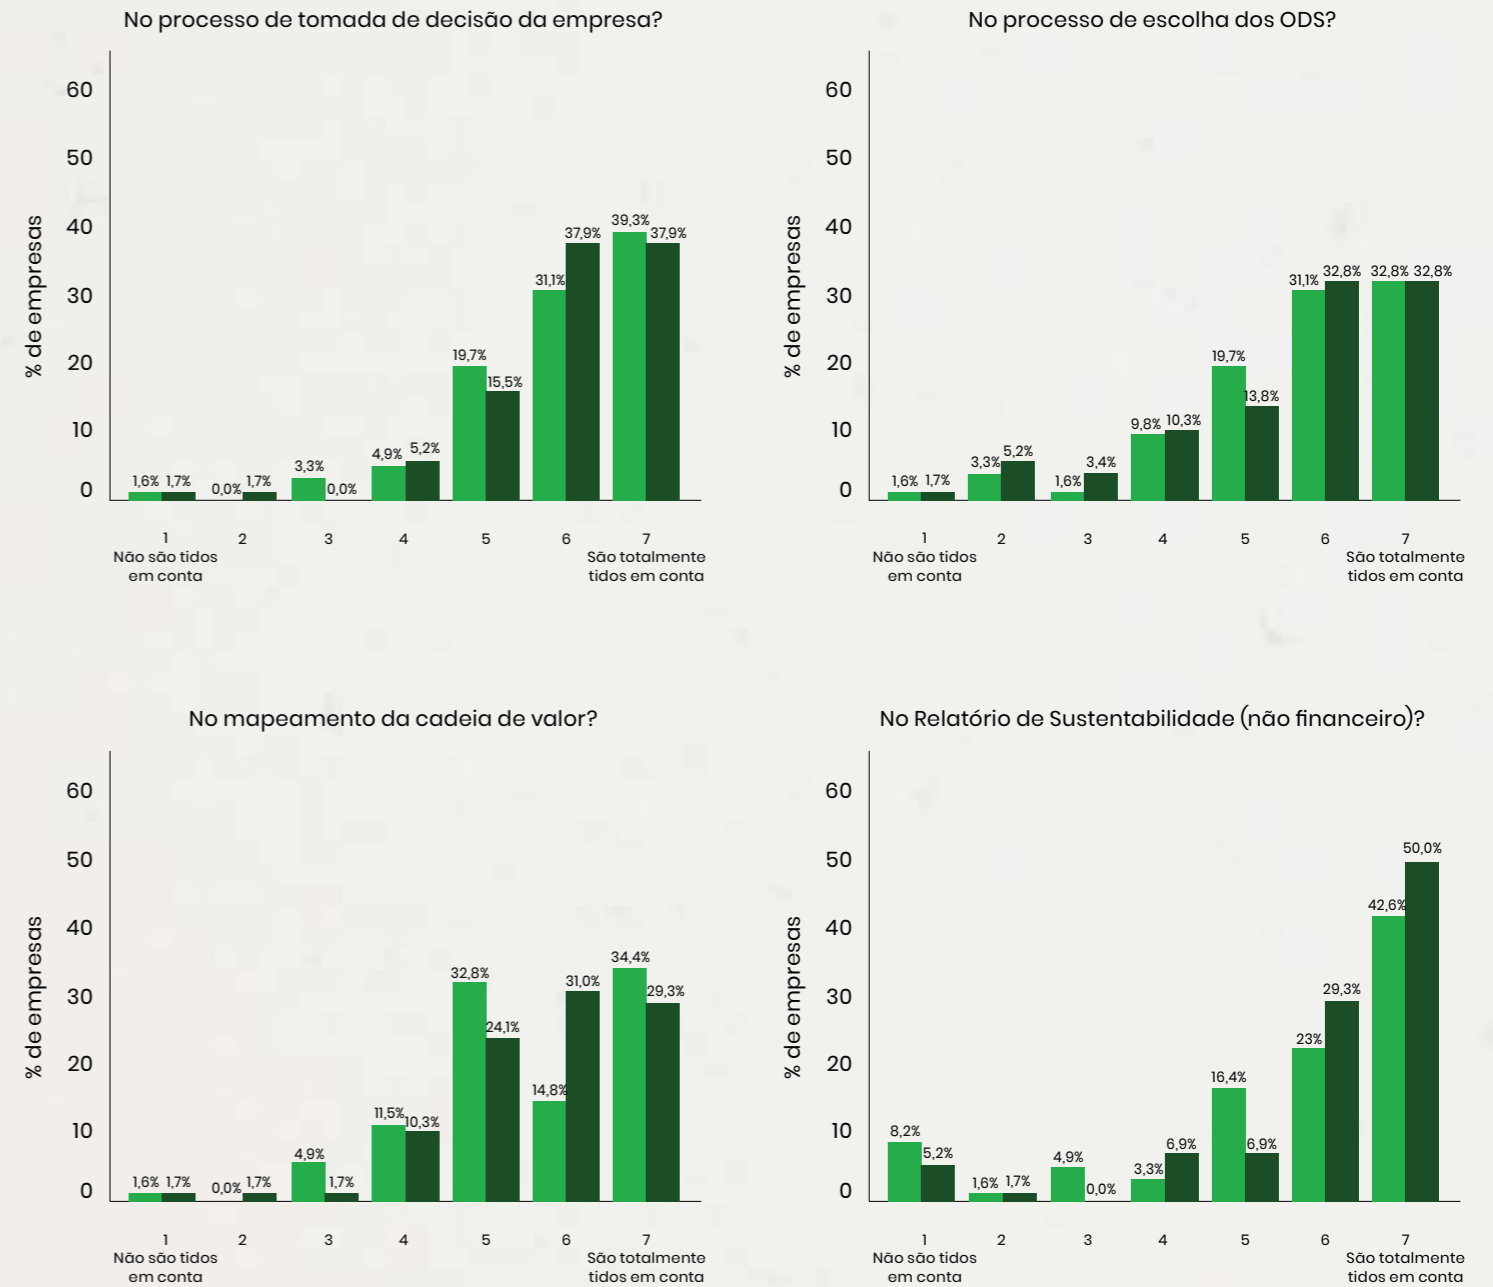 No processo de tomada de decisão da empresa?
% de empresas
60
50
40
30
20
10
0
1,6% 1,7% 0,0% 1,7% 3,3% 0,0% 4,9% 5,2% 19,7% 15,5% 31,1% 37,9% 39,3% 37,9%
1 2 3 4 5 6 7
Não são tidos São totalmente
em conta tidos em conta
No processo de escolha dos ODS?
% de empresas
60
50
40
30
20
10
0
1,6% 1,7% 3,3% 5,2% 1,6% 3,4% 9,8% 10,3% 19,7% 13,8% 31,1% 32,8% 32,8% 32,8%
1 2 3 4 5 6 7
Não são tidos São totalmente
em conta tidos em conta
No mapeamento da cadeia de valor?
% de empresas
60
50
40
30
20
10
0
1,6% 1,7% 0,0% 1,7% 4,9% 1,7% 11,5% 10,3% 32,8% 24,1% 14,8% 31,0% 34,4% 29,3%
1 2 3 4 5 6 7
Não são tidos São totalmente
em conta tidos em conta
No Relatório de Sustentabilidade (não financeiro)?
% de empresas
60
50
40
30
20
10
0
8,2% 5,2% 1,6% 1,7% 4,9% 0,0% 3,3% 6,9% 16,4% 6,9% 23% 29,3% 42,6% 50,0%
1 2 3 4 5 6 7
Não são tidos São totalmente
em conta tidos em conta